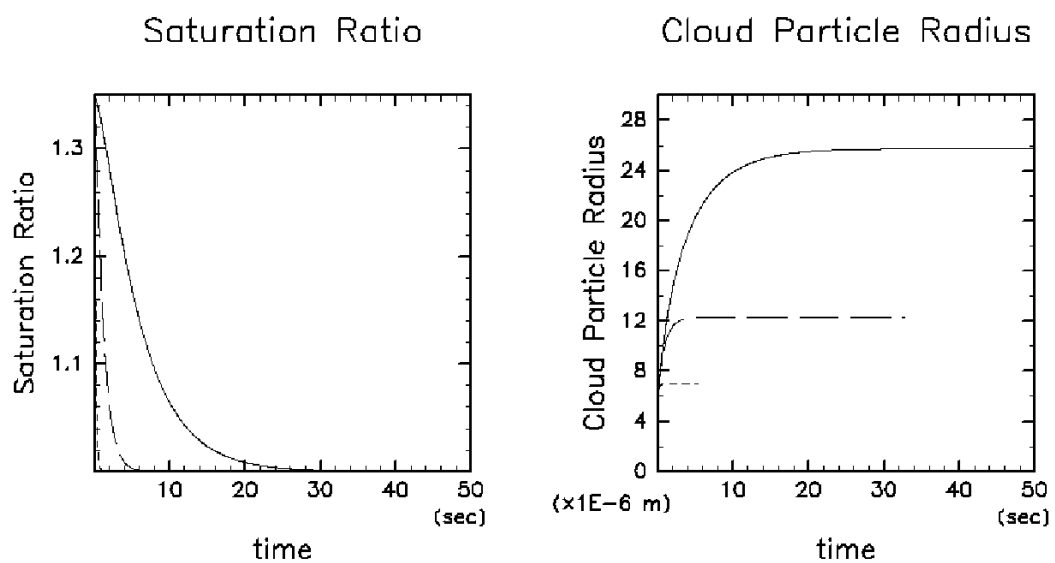 Saturation Ratio
Saturation Ratio
1.3
1.2
1.1
10 20 30 40 50
(sec)
time
Cloud Particle Radius
Cloud Particle Radius
28
24
20
16
12
8
4
0
10 20 30 40 50
(×1E-6 m) (sec)
time